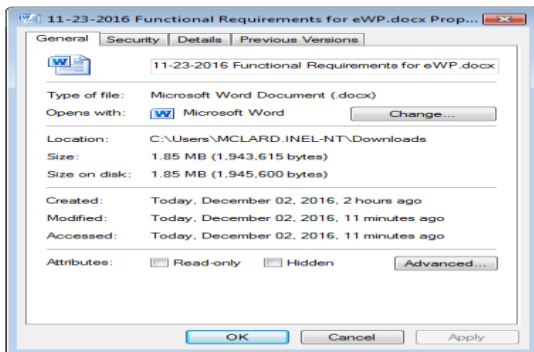 11-23-2016 Functional Requirements for eWP.docx Prop...
General Security Details Previous Versions
11-23-2016 Functional Requirements for eWP.docx
Type of file: Microsoft Word Document (.docx)
Opens with: Microsoft Word Change...
Location: C:\Users\MCLARD.INEL-NT\Downloads
Size: 1.85 MB (1,943,615 bytes)
Size on disk: 1.85 MB (1,945,600 bytes)
Created: Today, December 02, 2016, 2 hours ago
Modified: Today, December 02, 2016, 11 minutes ago
Accessed: Today, December 02, 2016, 11 minutes ago
Attributes: Read-only Hidden Advanced...
OK Cancel Apply